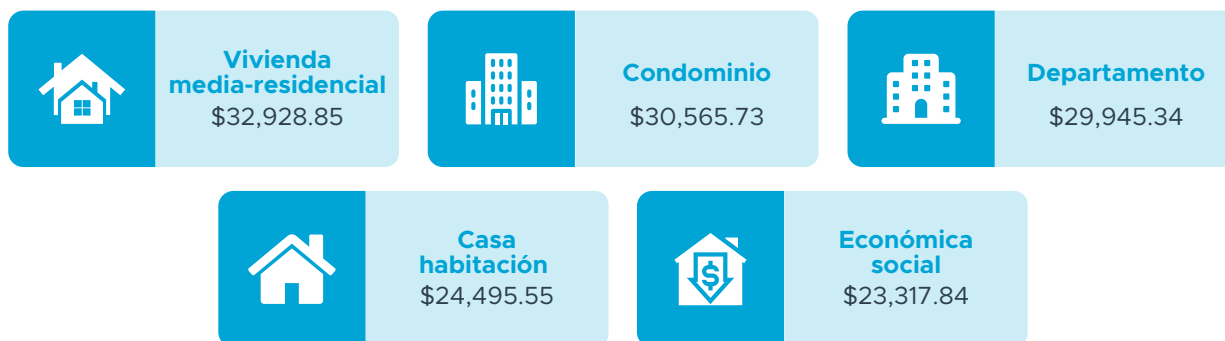 Vivienda
media-residencial
$32,928.85
Condominio
$30,565.73
Departamento
$29,945.34
Casa
habitación
$24,495.55
$
Económica
social
$23,317.84